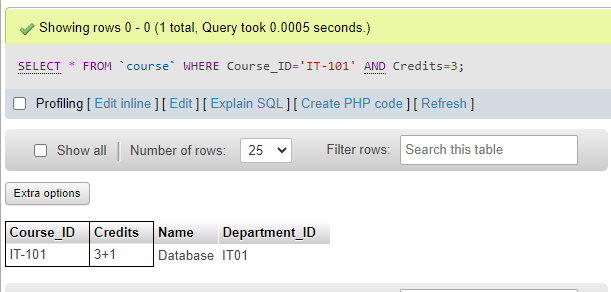 Showing rows 0 - 0 (1 total, Query took 0.0005 seconds.)
SELECT * FROM `course` WHERE Course_ID='IT-101' AND Credits=3;
Profiling [ Edit inline ] [ Edit ] [ Explain SQL ] [ Create PHP code ] [ Refresh ]
Show all | Number of rows: 25 Filter rows: Search this table
Extra options
Course_ID Credits Name Department_ID
IT-101 3+1 Database IT01